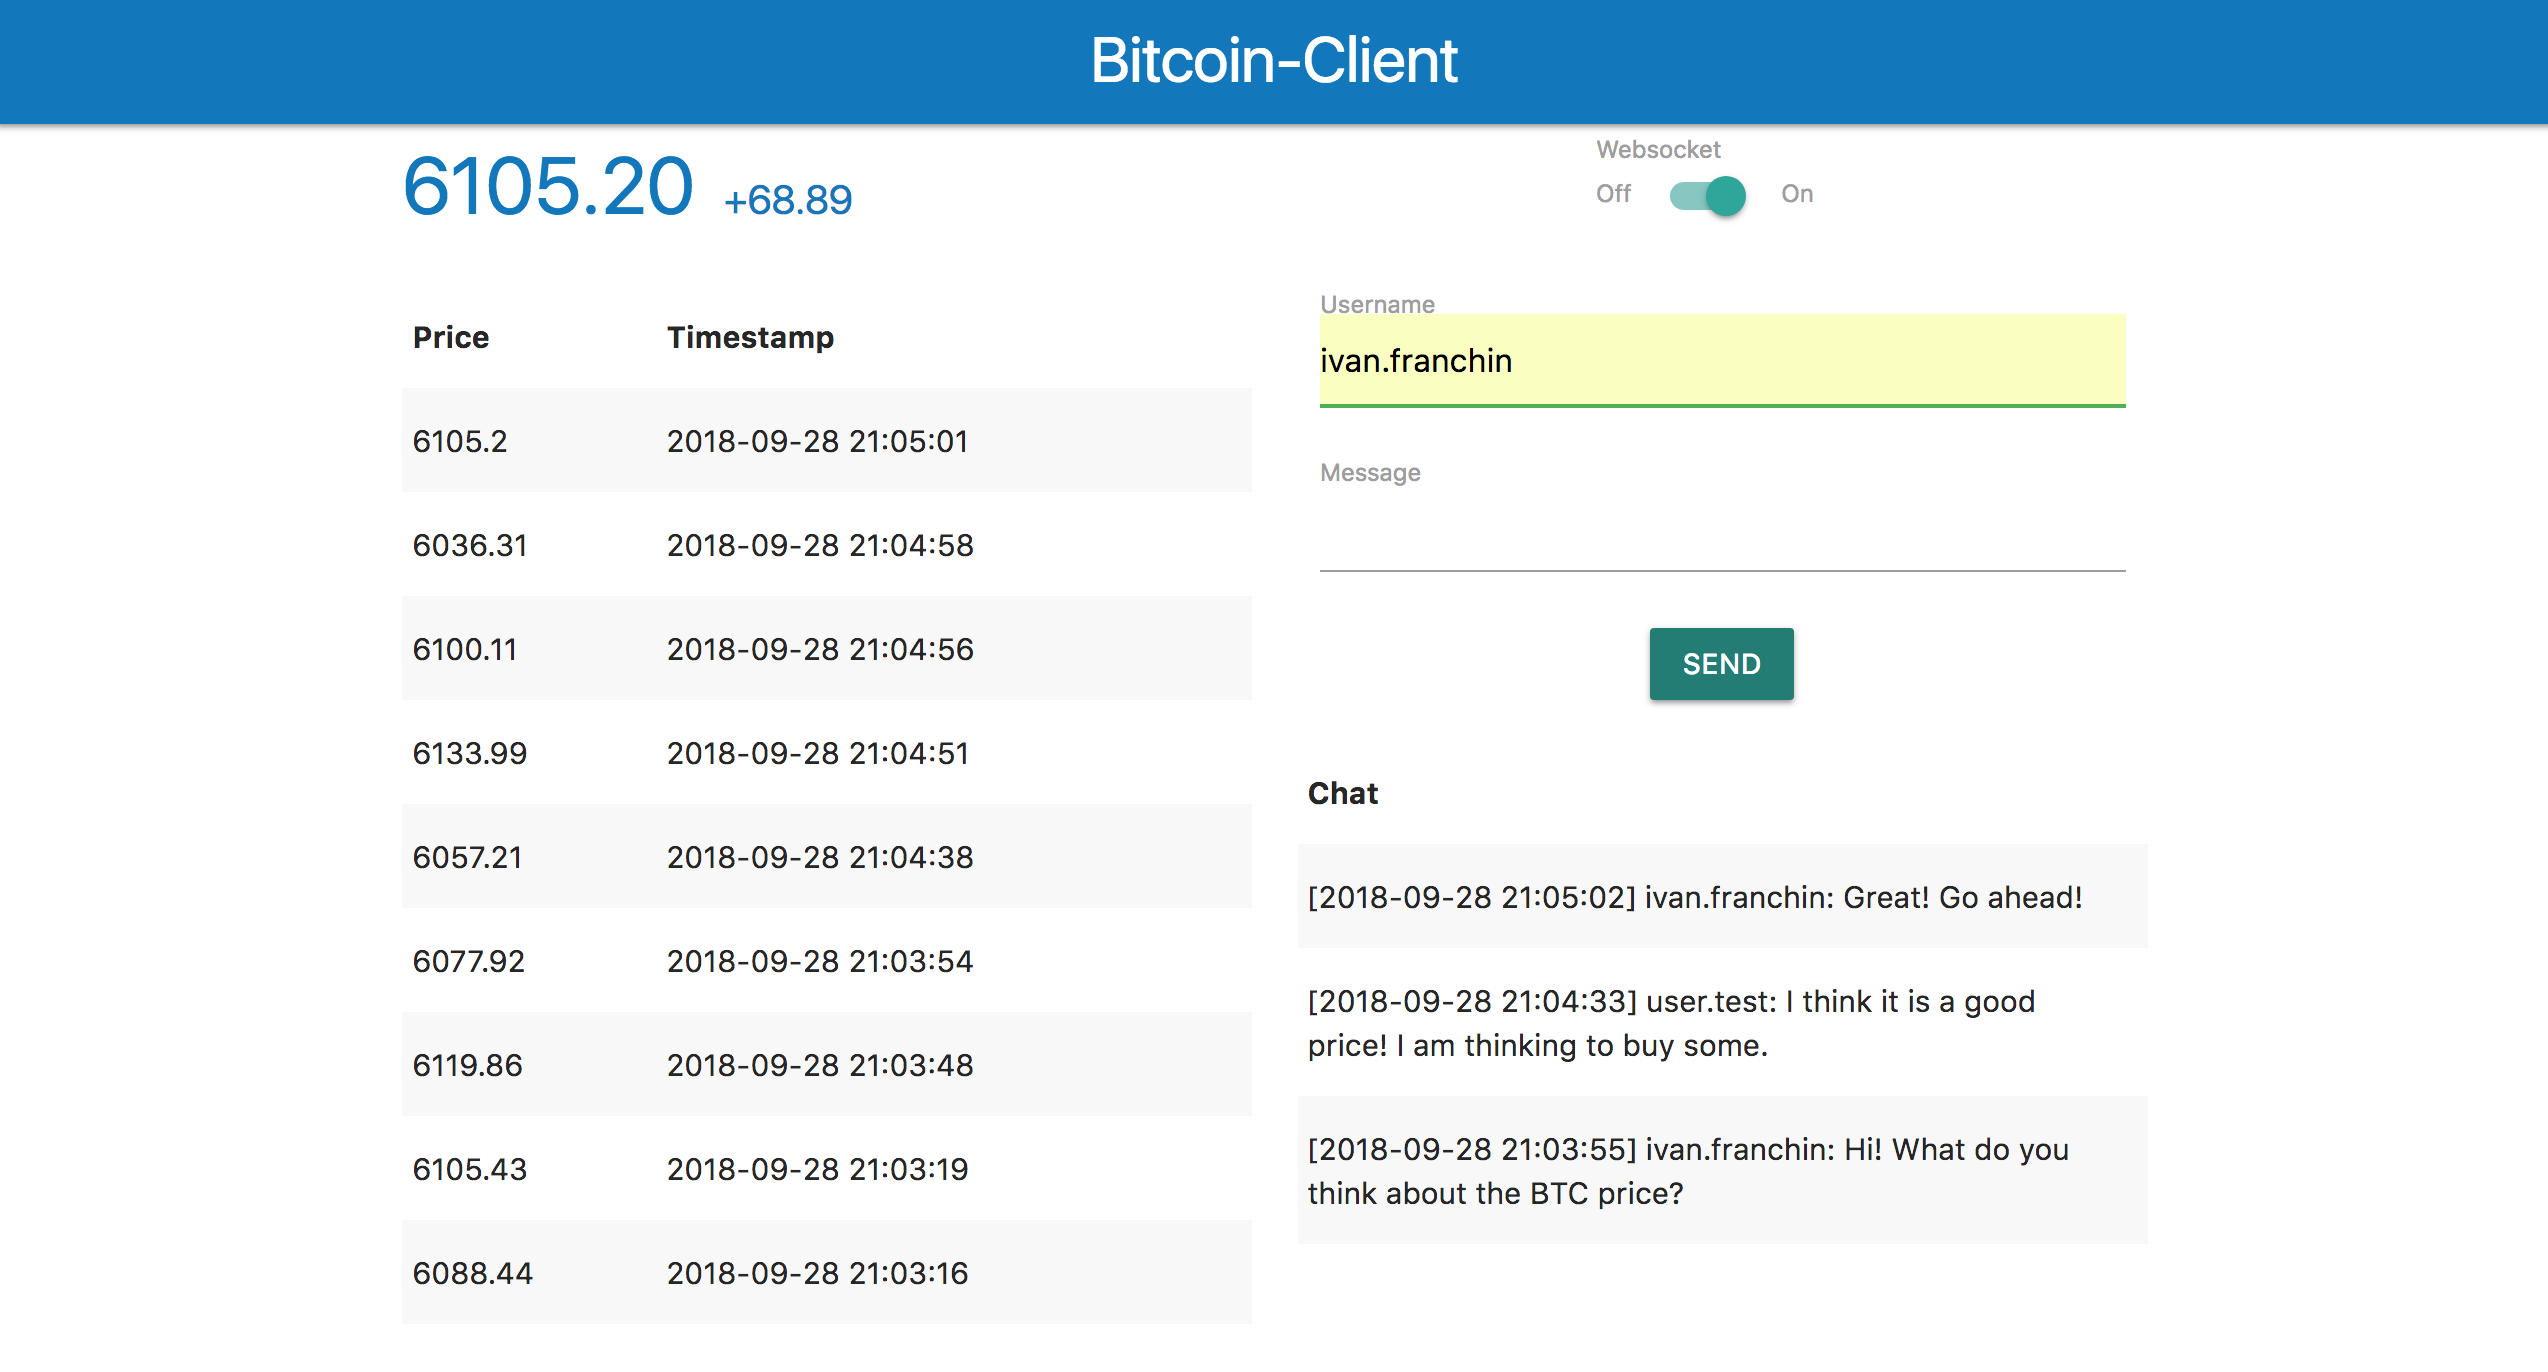 Bitcoin-Client
6105.20 +68.89
Websocket
Off On
Price Timestamp
6105.2 2018-09-28 21:05:01
6036.31 2018-09-28 21:04:58
6100.11 2018-09-28 21:04:56
6133.99 2018-09-28 21:04:51
6057.21 2018-09-28 21:04:38
6077.92 2018-09-28 21:03:54
6119.86 2018-09-28 21:03:48
6105.43 2018-09-28 21:03:19
6088.44 2018-09-28 21:03:16
Username
ivan.franchin
Message
SEND
Chat
[2018-09-28 21:05:02] ivan.franchin: Great! Go ahead!
[2018-09-28 21:04:33] user.test: I think it is a good
price! I am thinking to buy some.
[2018-09-28 21:03:55] ivan.franchin: Hi! What do you
think about the BTC price?